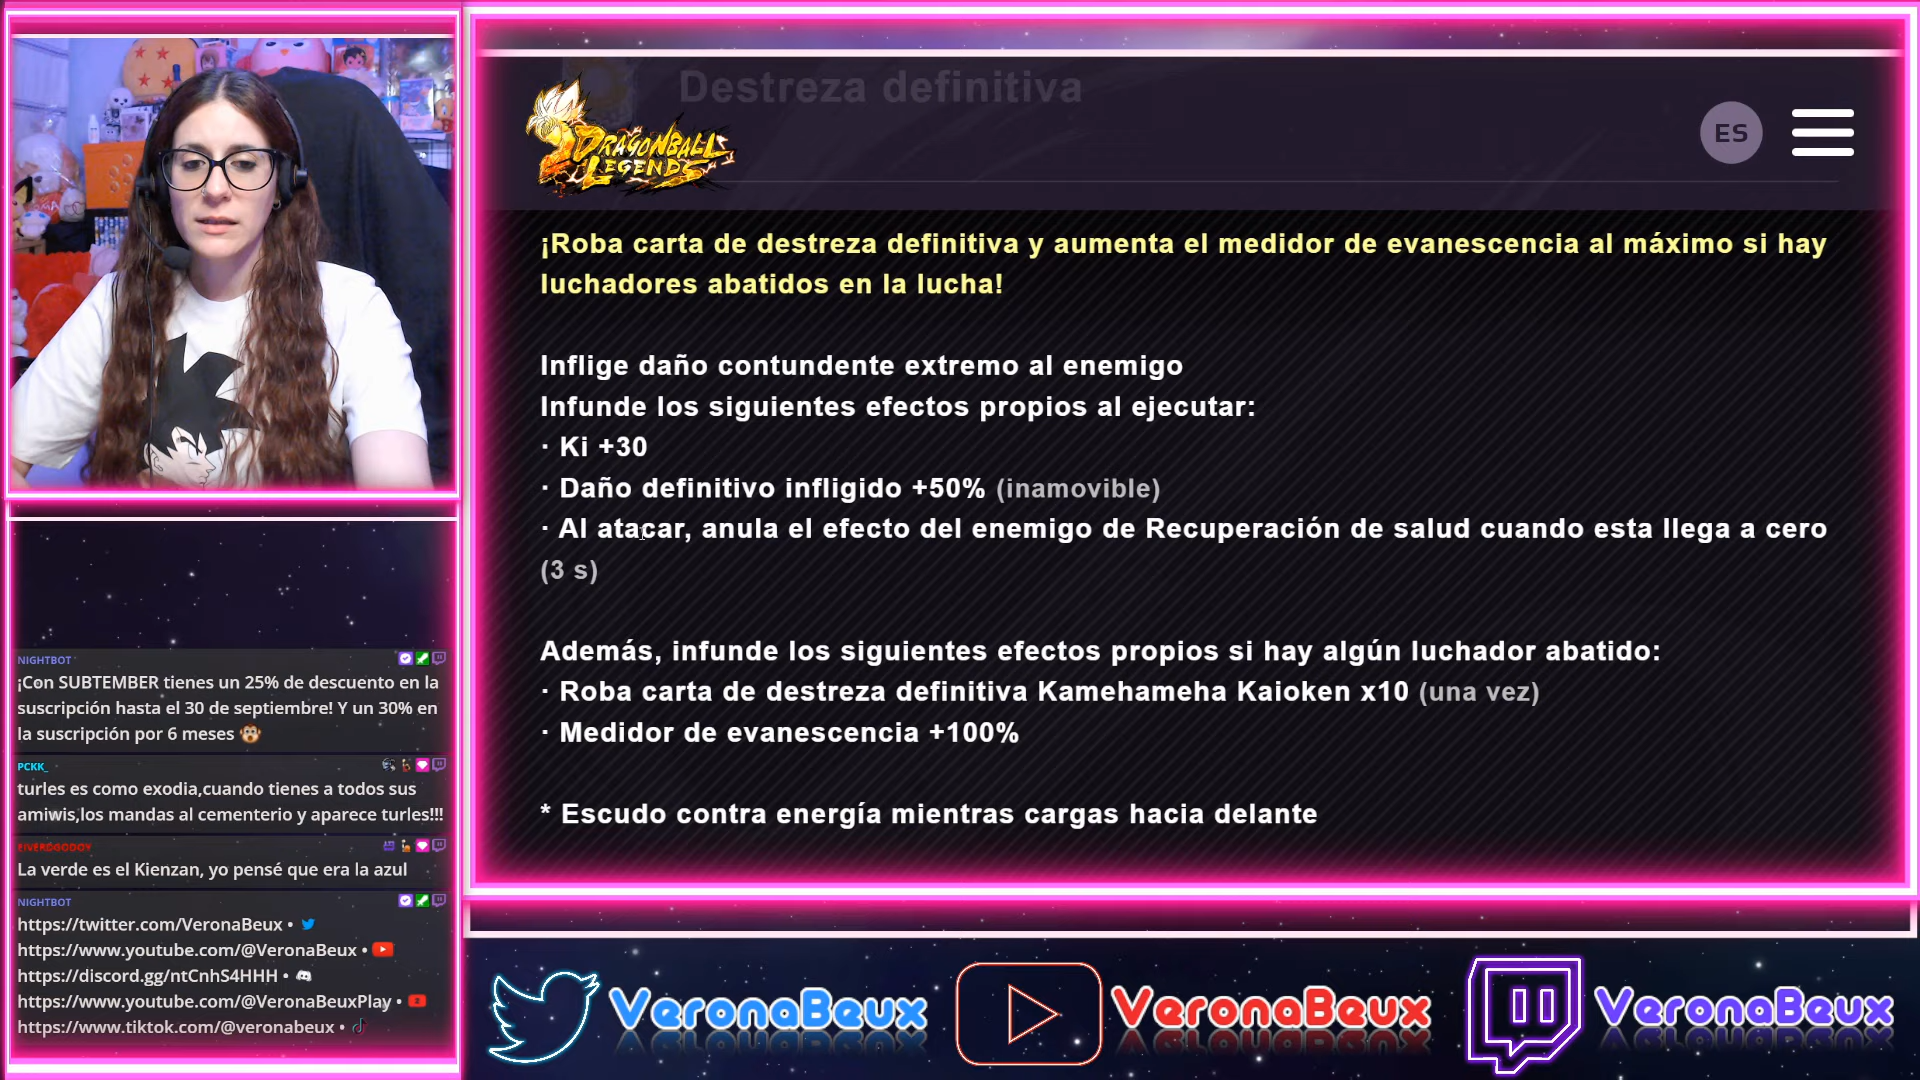 Destreza definitiva
DRAGONBALL
LEGENDS
ES
¡Roba carta de destreza definitiva y aumenta el medidor de evanescencia al máximo si hay
luchadores abatidos en la lucha!
Inflige daño contundente extremo al enemigo
Infunde los siguientes efectos propios al ejecutar:
· Ki +30
· Daño definitivo infligido +50% (inamovible)
· Al atacar, anula el efecto del enemigo de Recuperación de salud cuando esta llega a cero
(3 s)
Además, infunde los siguientes efectos propios si hay algún luchador abatido:
· Roba carta de destreza definitiva Kamehameha Kaioken x10 (una vez)
· Medidor de evanescencia +100%
* Escudo contra energía mientras cargas hacia delante
NIGHTBOT
¡Con SUBTEMBER tienes un 25% de descuento en la
suscripción hasta el 30 de septiembre! Y un 30% en
la suscripción por 6 meses
PCKK_
turles es como exodia,cuando tienes a todos sus
amiwis,los mandas al cementerio y aparece turles!!!
La verde es el Kienzan, yo pensé que era la azul
NIGHTBOT
https://twitter.com/VeronaBeux •
https://www.youtube.com/@VeronaBeux •
https://discord.gg/ntCnhS4HHH •
https://www.youtube.com/@VeronaBeuxPlay •
https://www.tiktok.com/@veronabeux •
VeronaBeux
VeronaBeux
VeronaBeux